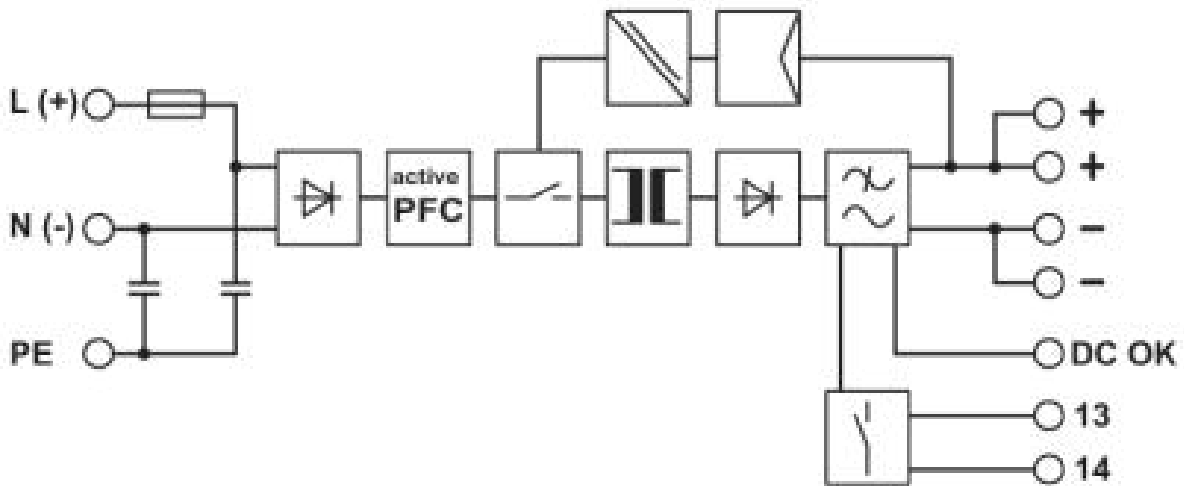 L (+)
N (-)
PE
active
PFC
+
+
−
−
DC OK
13
14